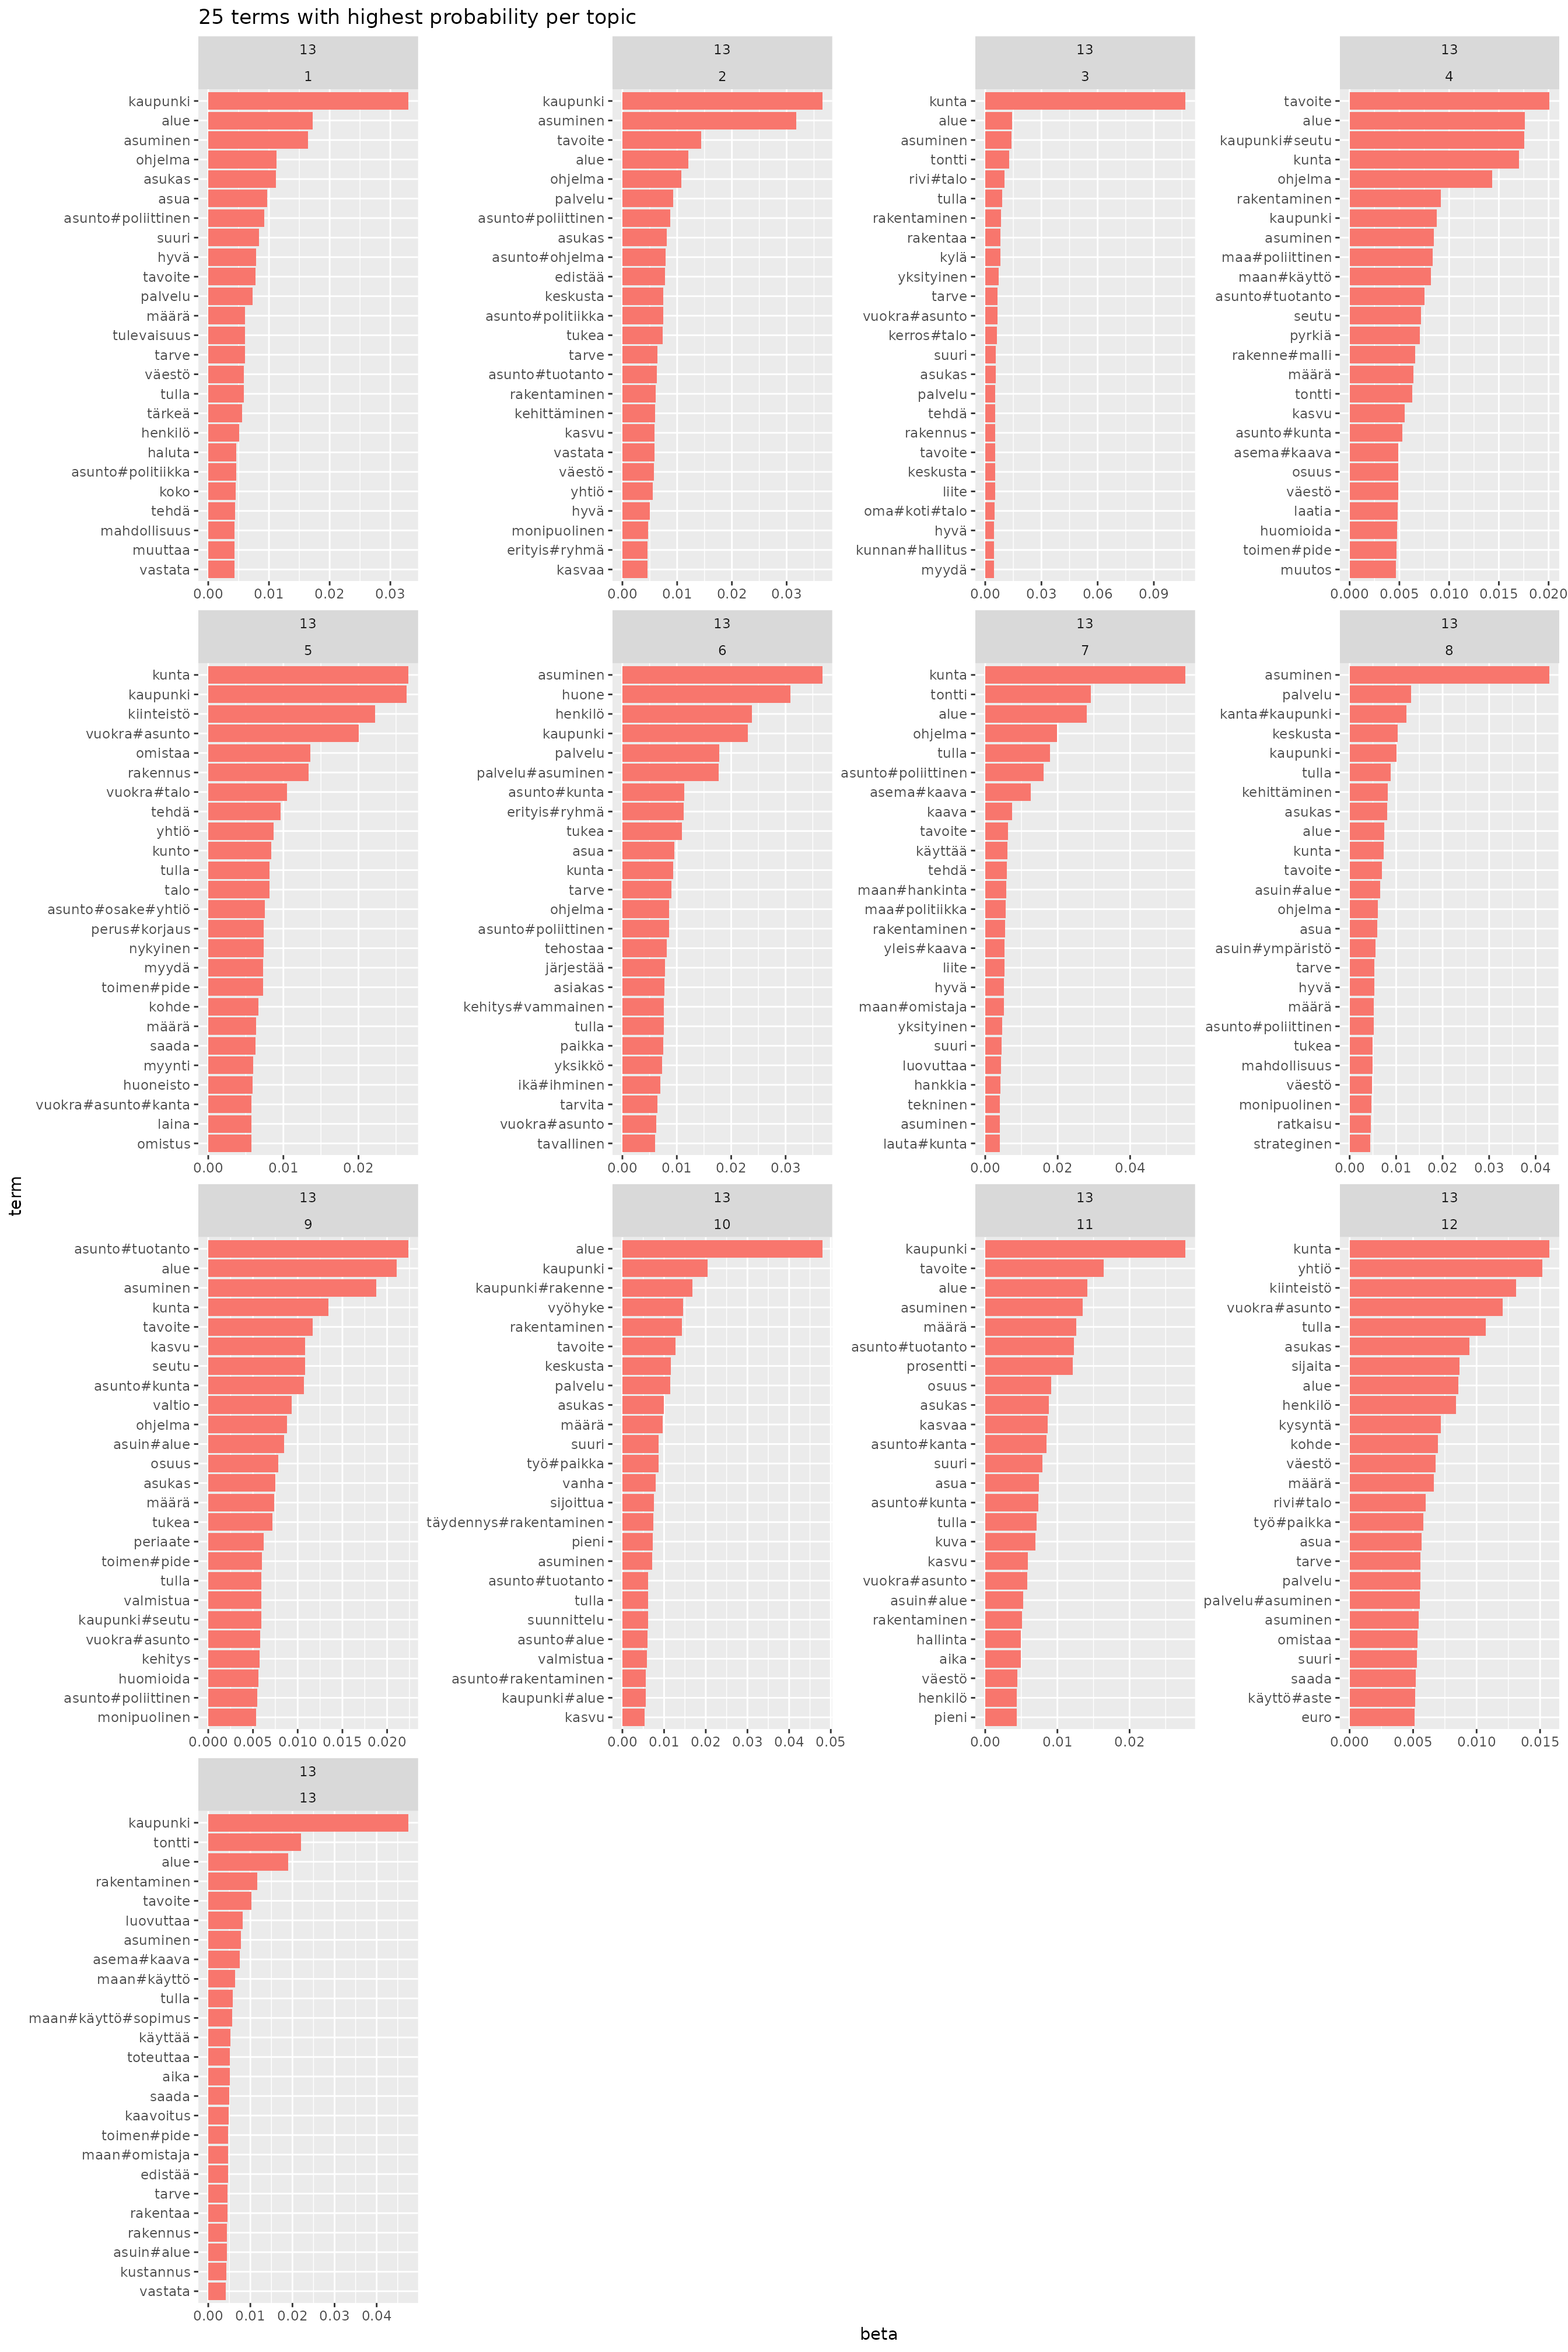 25 terms with highest probability per topic
term
13
1
kaupunki
alue
asuminen
ohjelma
asukas
asua
asunto#poliittinen
suuri
hyvä
tavoite
palvelu
määrä
tulevaisuus
tarve
väestö
tulla
tärkeä
henkilö
haluta
asunto#politiikka
koko
tehdä
mahdollisuus
muuttaa
vastata
0.00 0.01 0.02 0.03
13
2
kaupunki
asuminen
tavoite
alue
ohjelma
palvelu
asunto#poliittinen
asukas
asunto#ohjelma
edistää
keskusta
asunto#politiikka
tukea
tarve
asunto#tuotanto
rakentaminen
kehittäminen
kasvu
vastata
väestö
yhtiö
hyvä
monipuolinen
erityis#ryhmä
kasvaa
0.00 0.01 0.02 0.03
13
3
kunta
alue
asuminen
tontti
rivi#talo
tulla
rakentaminen
rakentaa
kylä
yksityinen
tarve
vuokra#asunto
kerros#talo
suuri
asukas
palvelu
tehdä
rakennus
tavoite
keskusta
liite
oma#koti#talo
hyvä
kunnan#hallitus
myydä
0.00 0.03 0.06 0.09
13
4
tavoite
alue
kaupunki#seutu
kunta
ohjelma
rakentaminen
kaupunki
asuminen
maa#poliittinen
maan#käyttö
asunto#tuotanto
seutu
pyrkiä
rakenne#malli
määrä
tontti
kasvu
asunto#kunta
asema#kaava
osuus
väestö
laatia
huomioida
toimen#pide
muutos
0.000 0.005 0.010 0.015 0.020
13
5
kunta
kaupunki
kiinteistö
vuokra#asunto
omistaa
rakennus
vuokra#talo
tehdä
yhtiö
kunto
tulla
talo
asunto#osake#yhtiö
perus#korjaus
nykyinen
myydä
toimen#pide
kohde
määrä
saada
myynti
huoneisto
vuokra#asunto#kanta
laina
omistus
0.00 0.01 0.02
13
6
asuminen
huone
henkilö
kaupunki
palvelu
palvelu#asuminen
asunto#kunta
erityis#ryhmä
tukea
asua
kunta
tarve
ohjelma
asunto#poliittinen
tehostaa
järjestää
asiakas
kehitys#vammainen
tulla
paikka
yksikkö
ikä#ihminen
tarvita
vuokra#asunto
tavallinen
0.00 0.01 0.02 0.03
13
7
kunta
tontti
alue
ohjelma
tulla
asunto#poliittinen
asema#kaava
kaava
tavoite
käyttää
tehdä
maan#hankinta
maa#politiikka
rakentaminen
yleis#kaava
liite
hyvä
maan#omistaja
yksityinen
suuri
luovuttaa
hankkia
tekninen
asuminen
lauta#kunta
0.00 0.02 0.04
13
8
asuminen
palvelu
kanta#kaupunki
keskusta
kaupunki
tulla
kehittäminen
asukas
alue
kunta
tavoite
asuin#alue
ohjelma
asua
asuin#ympäristö
tarve
hyvä
määrä
asunto#poliittinen
tukea
mahdollisuus
väestö
monipuolinen
ratkaisu
strateginen
0.00 0.01 0.02 0.03 0.04
13
9
asunto#tuotanto
alue
asuminen
kunta
tavoite
kasvu
seutu
asunto#kunta
valtio
ohjelma
asuin#alue
osuus
asukas
määrä
tukea
periaate
toimen#pide
tulla
valmistua
kaupunki#seutu
vuokra#asunto
kehitys
huomioida
asunto#poliittinen
monipuolinen
0.000 0.005 0.010 0.015 0.020
13
10
alue
kaupunki
kaupunki#rakenne
vyöhyke
rakentaminen
tavoite
keskusta
palvelu
asukas
määrä
suuri
työ#paikka
vanha
sijoittua
täydennys#rakentaminen
pieni
asuminen
asunto#tuotanto
tulla
suunnittelu
asunto#alue
valmistua
asunto#rakentaminen
kaupunki#alue
kasvu
0.00 0.01 0.02 0.03 0.04 0.05
13
11
kaupunki
tavoite
alue
asuminen
määrä
asunto#tuotanto
prosentti
osuus
asukas
kasvaa
asunto#kanta
suuri
asua
asunto#kunta
tulla
kuva
kasvu
vuokra#asunto
asuin#alue
rakentaminen
hallinta
aika
väestö
henkilö
pieni
0.00 0.01 0.02
13
12
kunta
yhtiö
kiinteistö
vuokra#asunto
tulla
asukas
sijaita
alue
henkilö
kysyntä
kohde
väestö
määrä
rivi#talo
työ#paikka
asua
tarve
palvelu
palvelu#asuminen
asuminen
omistaa
suuri
saada
käyttö#aste
euro
0.000 0.005 0.010 0.015
13
13
kaupunki
tontti
alue
rakentaminen
tavoite
luovuttaa
asuminen
asema#kaava
maan#käyttö
tulla
maan#käyttö#sopimus
käyttää
toteuttaa
aika
saada
kaavoitus
toimen#pide
maan#omistaja
edistää
tarve
rakentaa
rakennus
asuin#alue
kustannus
vastata
0.00 0.01 0.02 0.03 0.04
beta